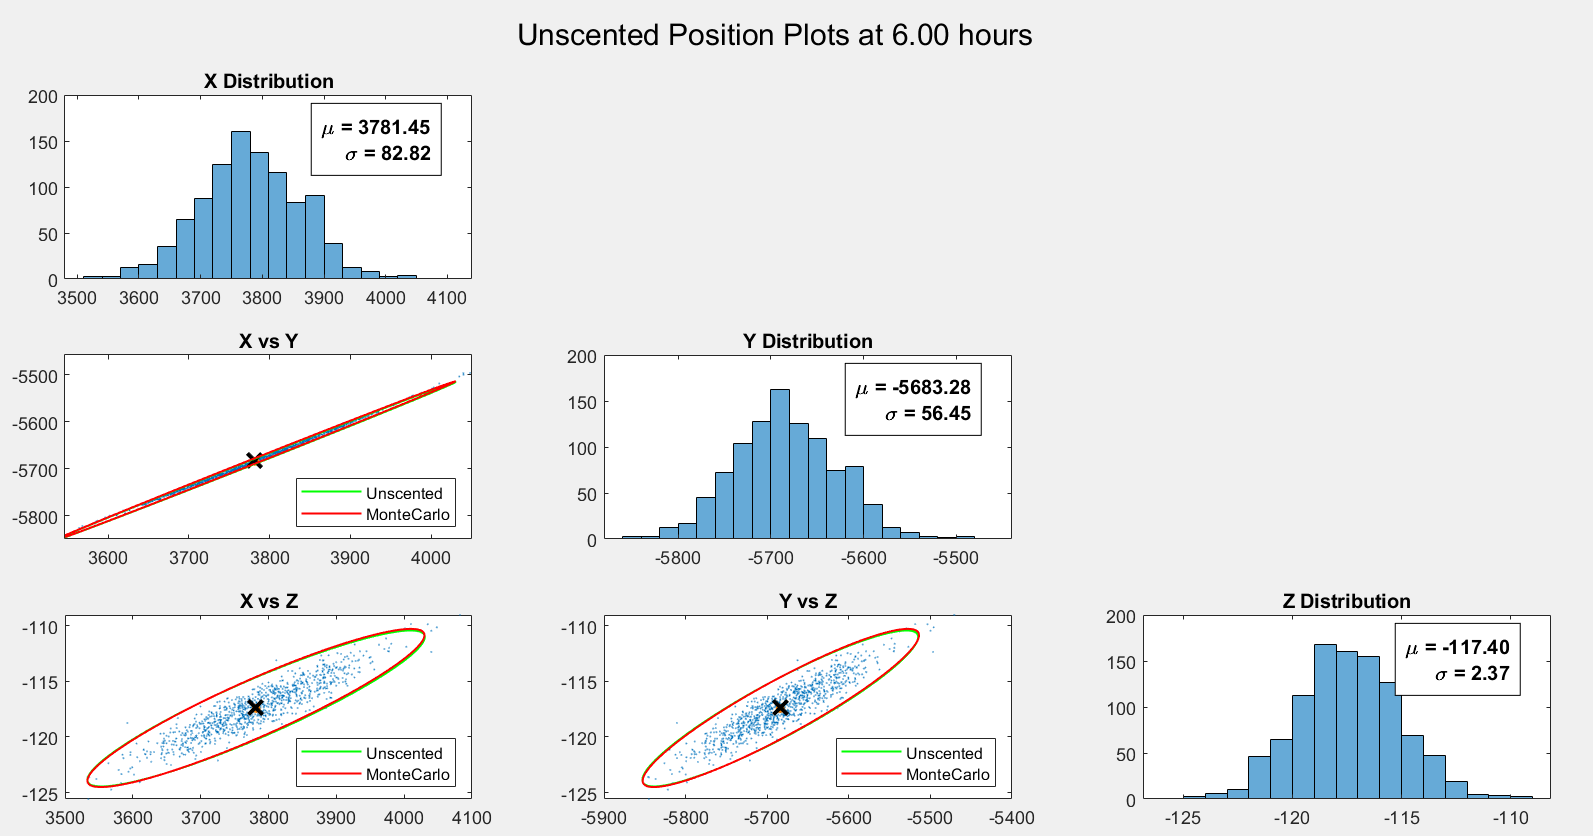 Unscented Position Plots at 6.00 hours
X Distribution
200
150
100
50
0
3500 3600 3700 3800 3900 4000 4100
μ = 3781.45
σ = 82.82
X vs Y
-5500
-5600
-5700
-5800
3600 3700 3800 3900 4000
Unscented
MonteCarlo
Y Distribution
200
150
100
50
0
-5800 -5700 -5600 -5500
μ = -5683.28
σ = 56.45
X vs Z
-110
-115
-120
-125
3500 3600 3700 3800 3900 4000 4100
Unscented
MonteCarlo
Y vs Z
-110
-115
-120
-125
-5900 -5800 -5700 -5600 -5500 -5400
Unscented
MonteCarlo
Z Distribution
200
150
100
50
0
-125 -120 -115 -110
μ = -117.40
σ = 2.37